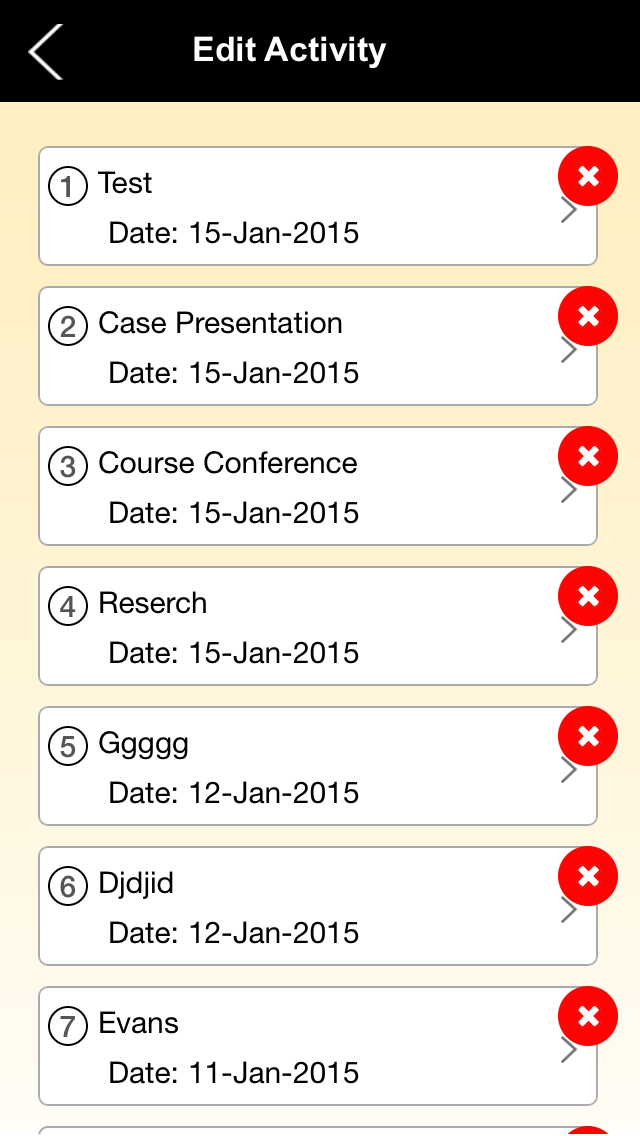 Edit Activity
1 Test
Date: 15-Jan-2015
2 Case Presentation
Date: 15-Jan-2015
3 Course Conference
Date: 15-Jan-2015
4 Reserch
Date: 15-Jan-2015
5 Ggggg
Date: 12-Jan-2015
6 Djdjid
Date: 12-Jan-2015
7 Evans
Date: 11-Jan-2015